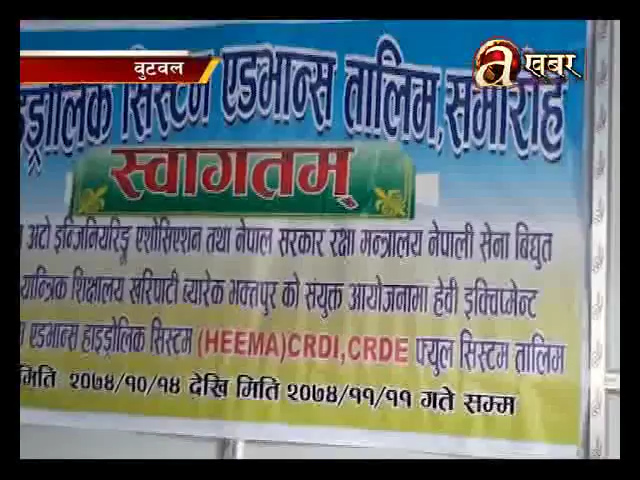 वुटवल
a खबर
सिस्टम एडभान्स तालिम, समारोह
स्वागतम्
अटो इन्जिनियरिङ्ग एशोसिएशन तथा नेपाल सरकार रक्षा मन्त्रालय नेपाली सेना बिद्युत
यान्त्रिक शिक्षालय खरिपाटी व्यारेक भक्तपुर को संयुक्त आयोजनामा हेवी इक्विप्मेन्ट
एडभान्स हाइड्रोलिक सिस्टम (HEEMA)CRDI,CRDE फ्युल सिस्टम तालिम
मिति २०७४/१०/१४ देखि मिति २०७४/११/११ गते सम्म